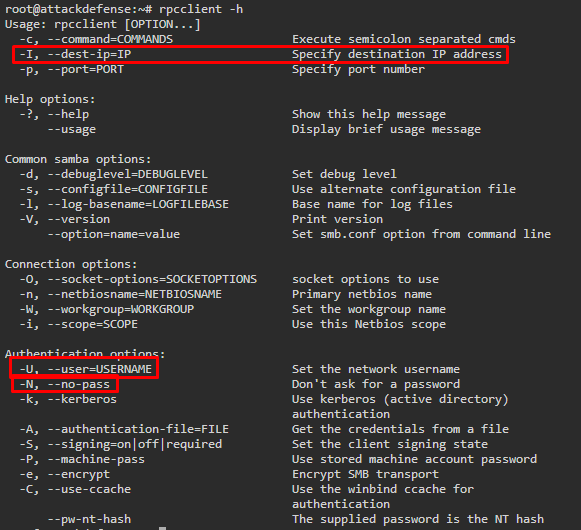 root@attackdefense:~# rpcclient -h
Usage: rpcclient [OPTION...]
  -c, --command=COMMANDS                 Execute semicolon separated cmds
  -I, --dest-ip=IP                       Specify destination IP address
  -p, --port=PORT                        Specify port number

Help options:
  -?, --help                             Show this help message
      --usage                            Display brief usage message

Common samba options:
  -d, --debuglevel=DEBUGLEVEL            Set debug level
  -s, --configfile=CONFIGFILE            Use alternate configuration file
  -l, --log-basename=LOGFILEBASE         Base name for log files
  -V, --version                          Print version
      --option=name=value                Set smb.conf option from command line

Connection options:
  -O, --socket-options=SOCKETOPTIONS     socket options to use
  -n, --netbiosname=NETBIOSNAME          Primary netbios name
  -W, --workgroup=WORKGROUP              Set the workgroup name
  -i, --scope=SCOPE                      Use this Netbios scope

Authentication options:
  -U, --user=USERNAME                    Set the network username
  -N, --no-pass                          Don't ask for a password
  -k, --kerberos                         Use kerberos (active directory)
                                         authentication
  -A, --authentication-file=FILE         Get the credentials from a file
  -S, --signing=on|off|required          Set the client signing state
  -P, --machine-pass                     Use stored machine account password
  -e, --encrypt                          Encrypt SMB transport
  -C, --use-ccache                       Use the winbind ccache for
                                         authentication
      --pw-nt-hash                       The supplied password is the NT hash